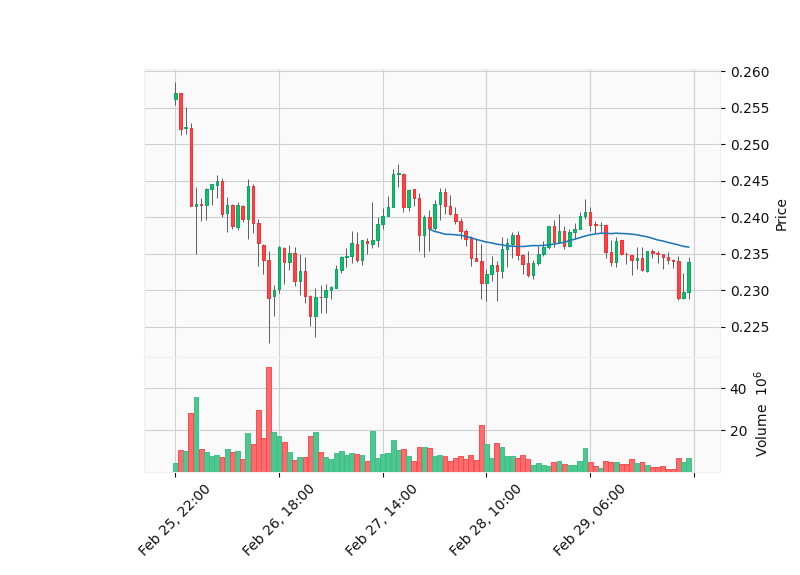 0.260
0.255
0.250
0.245
0.240
0.235
0.230
0.225
Price
40
20
Volume 10^6
Feb 25, 22:00
Feb 26, 18:00
Feb 27, 14:00
Feb 28, 10:00
Feb 29, 06:00